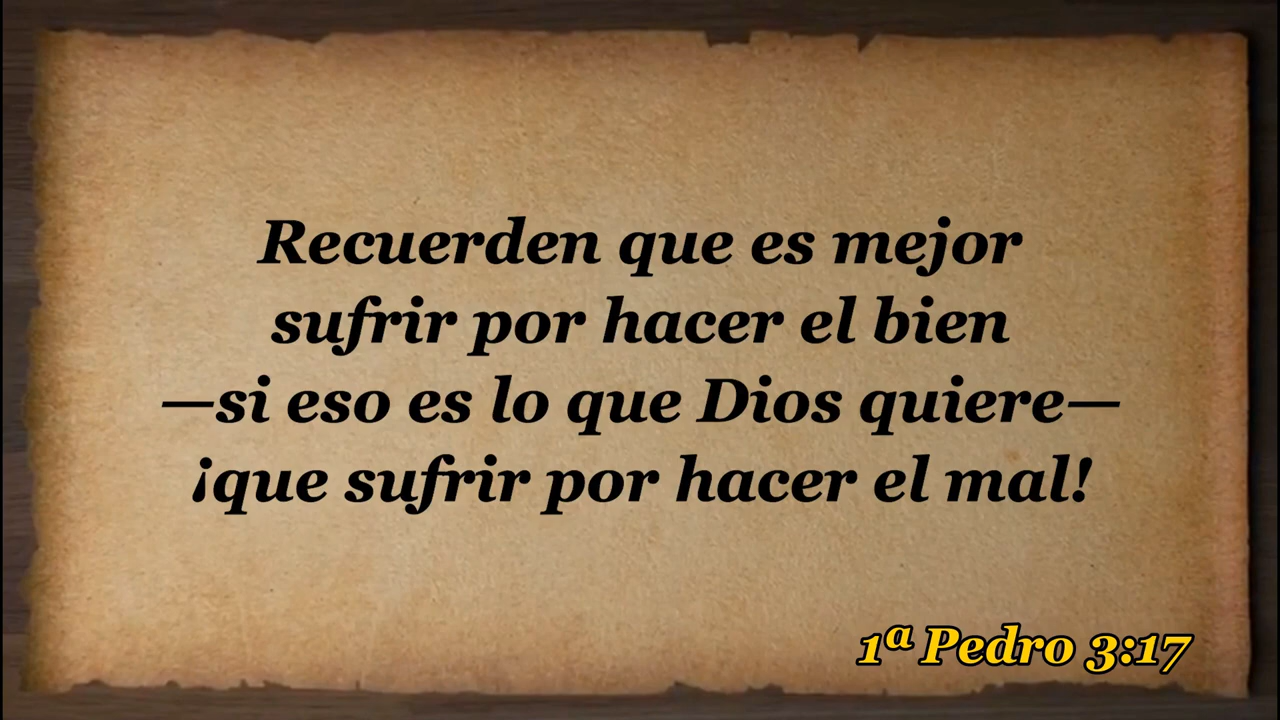 Recuerden que es mejor
sufrir por hacer el bien
—si eso es lo que Dios quiere—
¡que sufrir por hacer el mal!
1ª Pedro 3:17